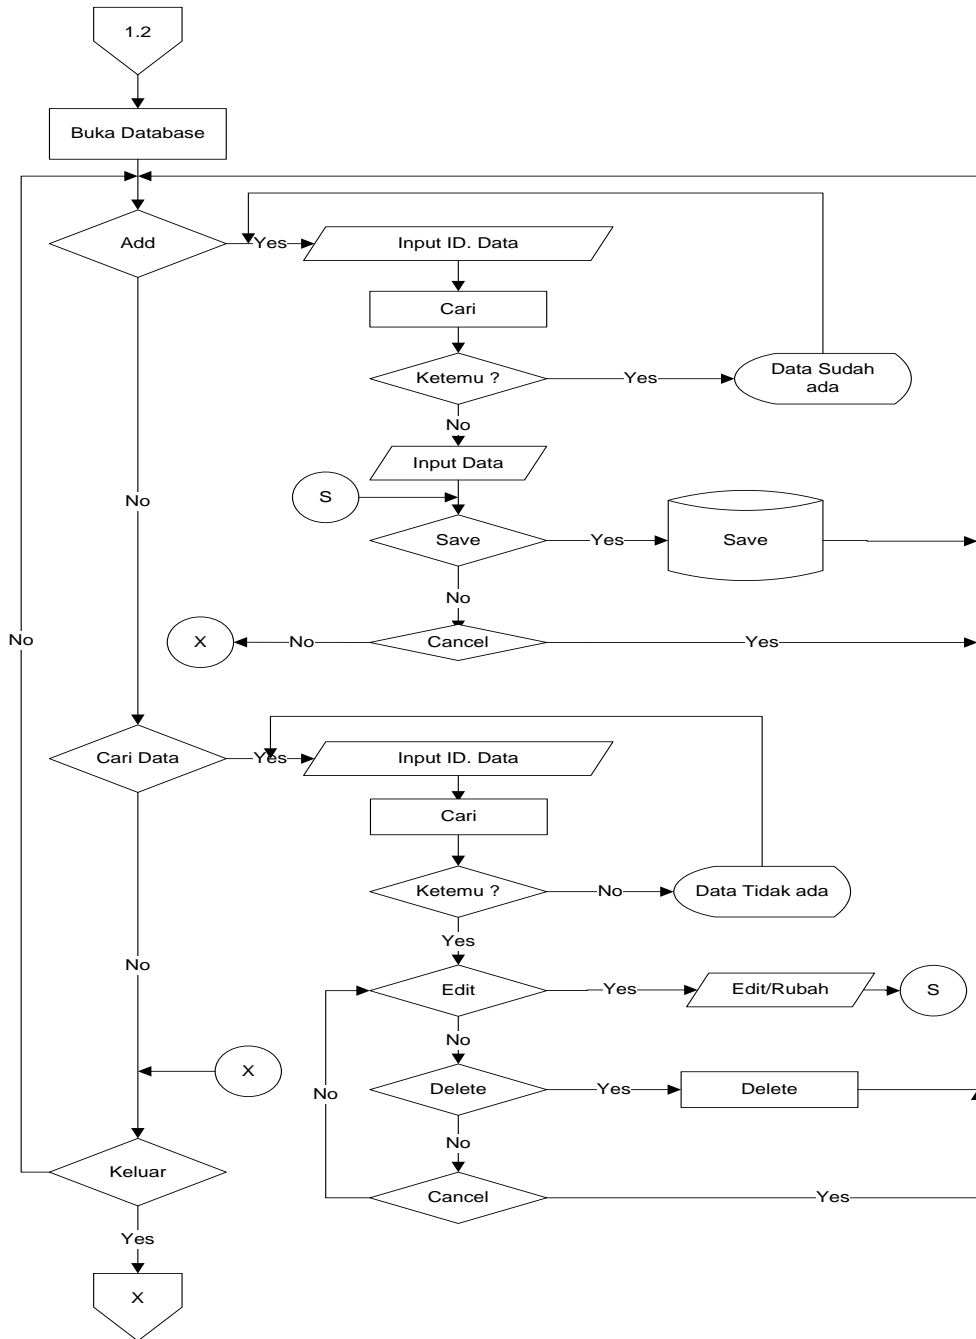 1.2
Buka Database
Add
Yes
Input ID. Data
Cari
Ketemu ?
Yes
Data Sudah
ada
No
Input Data
S
No
Save
Yes
Save
No
No
X
No
Cancel
Yes
Cari Data
Yes
Input ID. Data
Cari
Ketemu ?
No
Data Tidak ada
Yes
No
Edit
Yes
Edit/Rubah
S
No
X
No
Delete
Yes
Delete
No
Keluar
Cancel
Yes
Yes
X